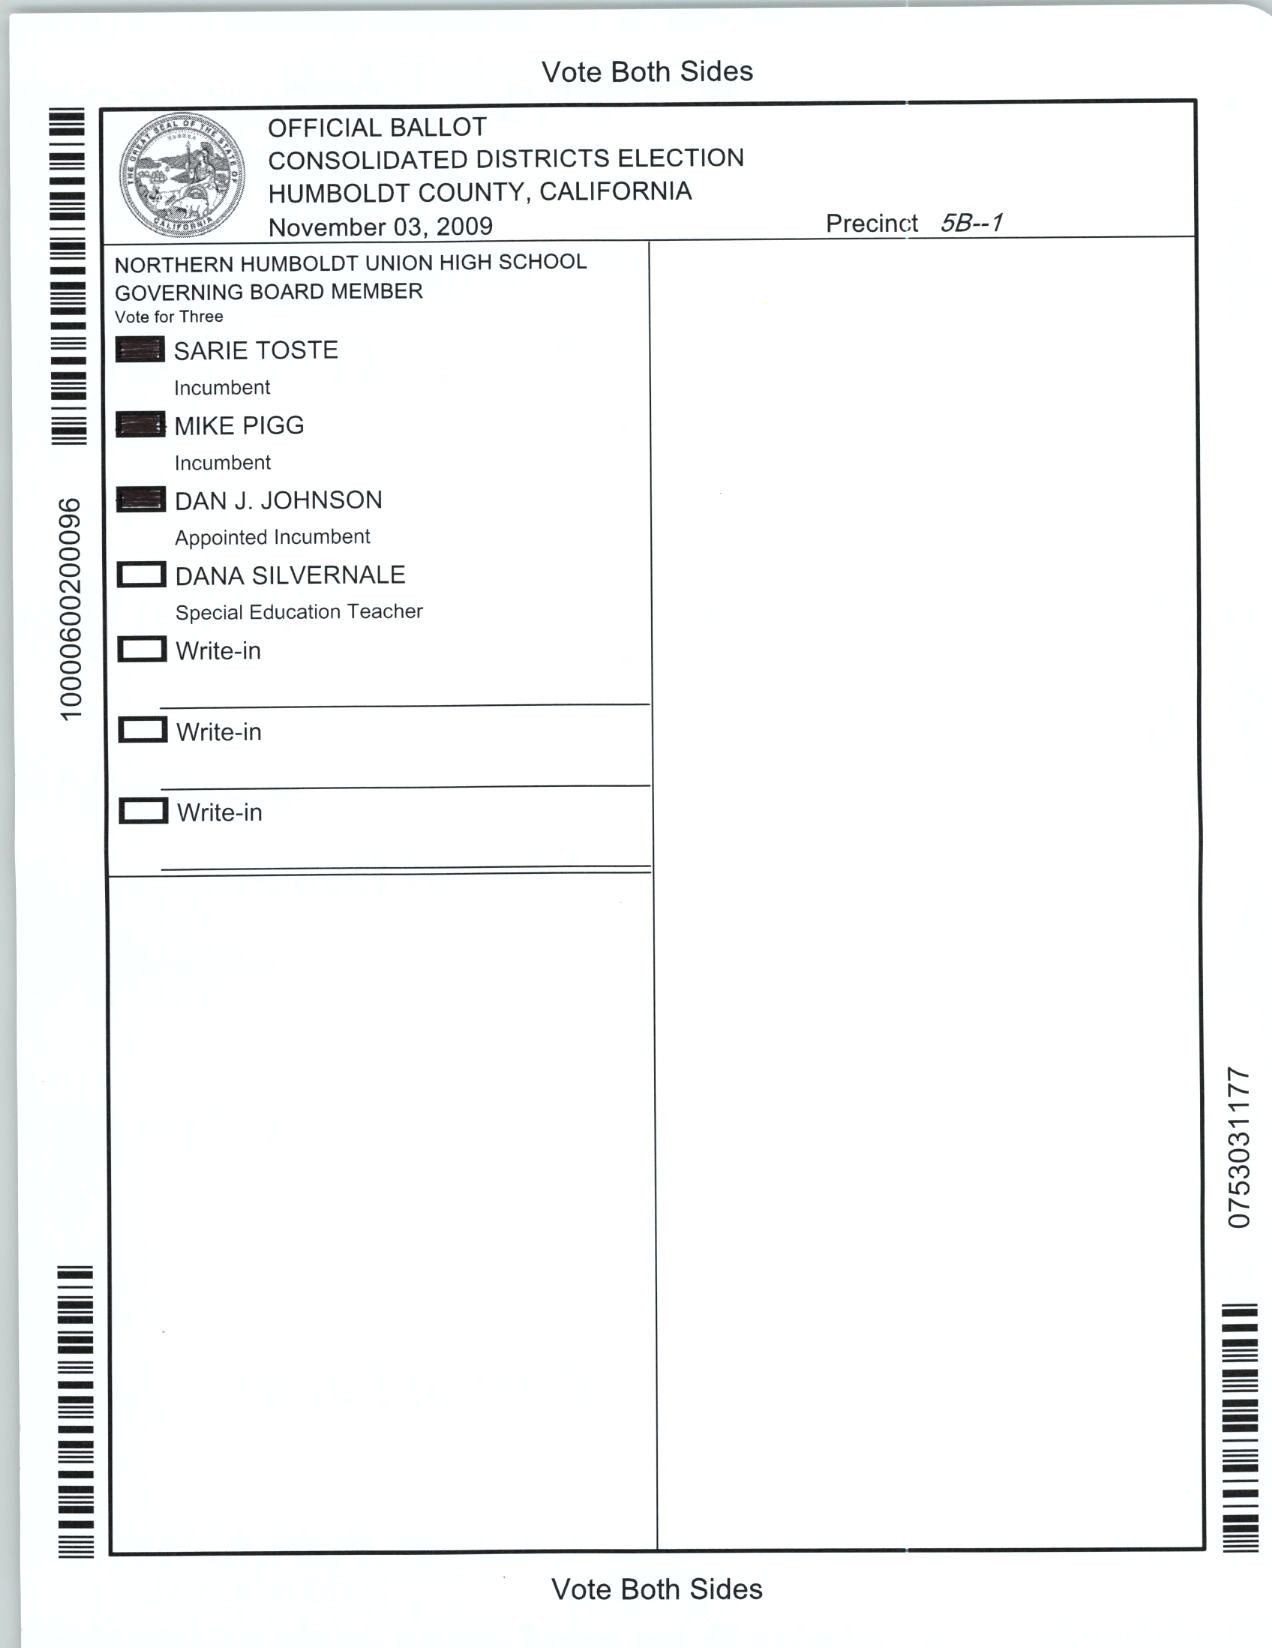 Vote Both Sides
THE GREAT SEAL OF THE STATE OF CALIFORNIA
EUREKA
OFFICIAL BALLOT
CONSOLIDATED DISTRICTS ELECTION
HUMBOLDT COUNTY, CALIFORNIA
November 03, 2009
Precinct 5B--1
NORTHERN HUMBOLDT UNION HIGH SCHOOL
GOVERNING BOARD MEMBER
Vote for Three
SARIE TOSTE
Incumbent
MIKE PIGG
Incumbent
DAN J. JOHNSON
Appointed Incumbent
DANA SILVERNALE
Special Education Teacher
Write-in
Write-in
Write-in
100060020096
0753031177
Vote Both Sides